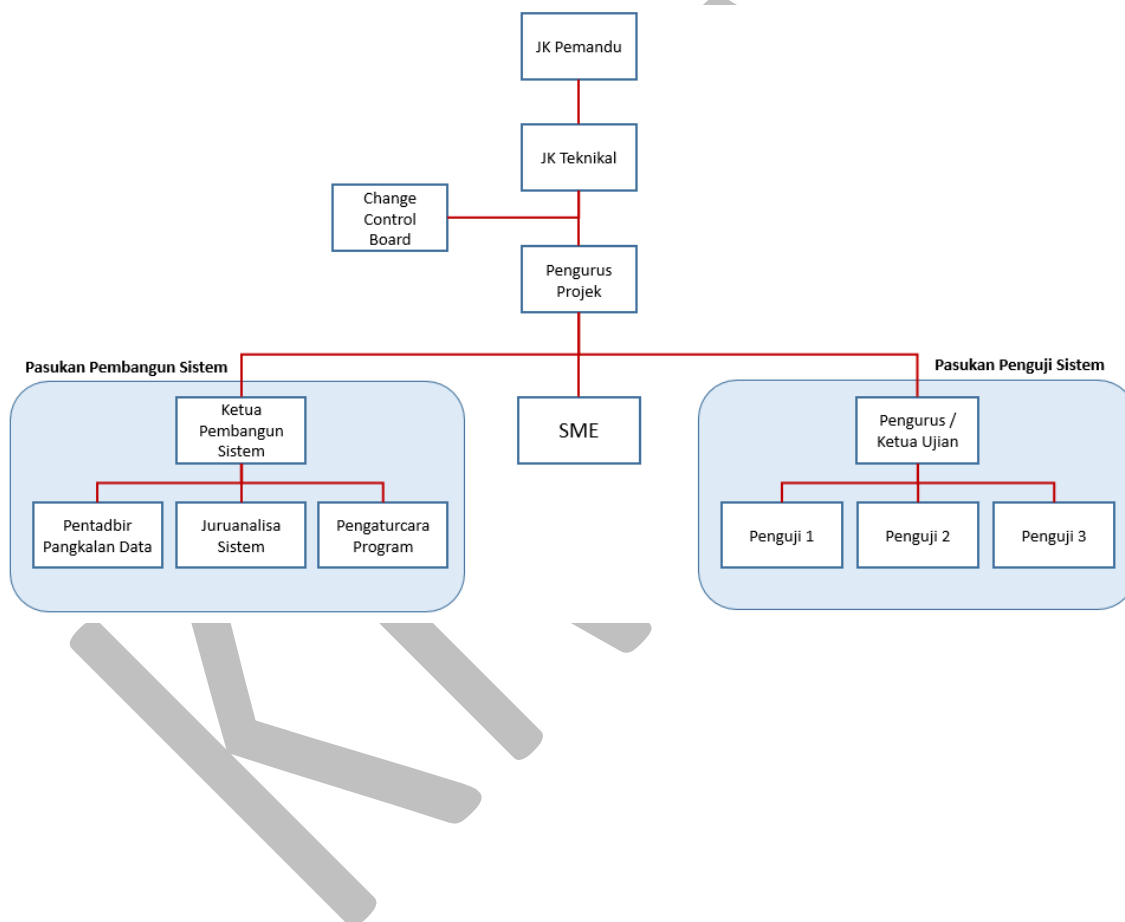 JK Pemandu
JK Teknikal
Change
Control
Board
Pengurus
Projek
Pasukan Pembangun Sistem
Pasukan Penguji Sistem
Ketua
Pembangun
Sistem
SME
Pengurus /
Ketua Ujian
Pentadbir
Pangkalan Data
Juruanalisa
Sistem
Pengaturcara
Program
Penguji 1
Penguji 2
Penguji 3